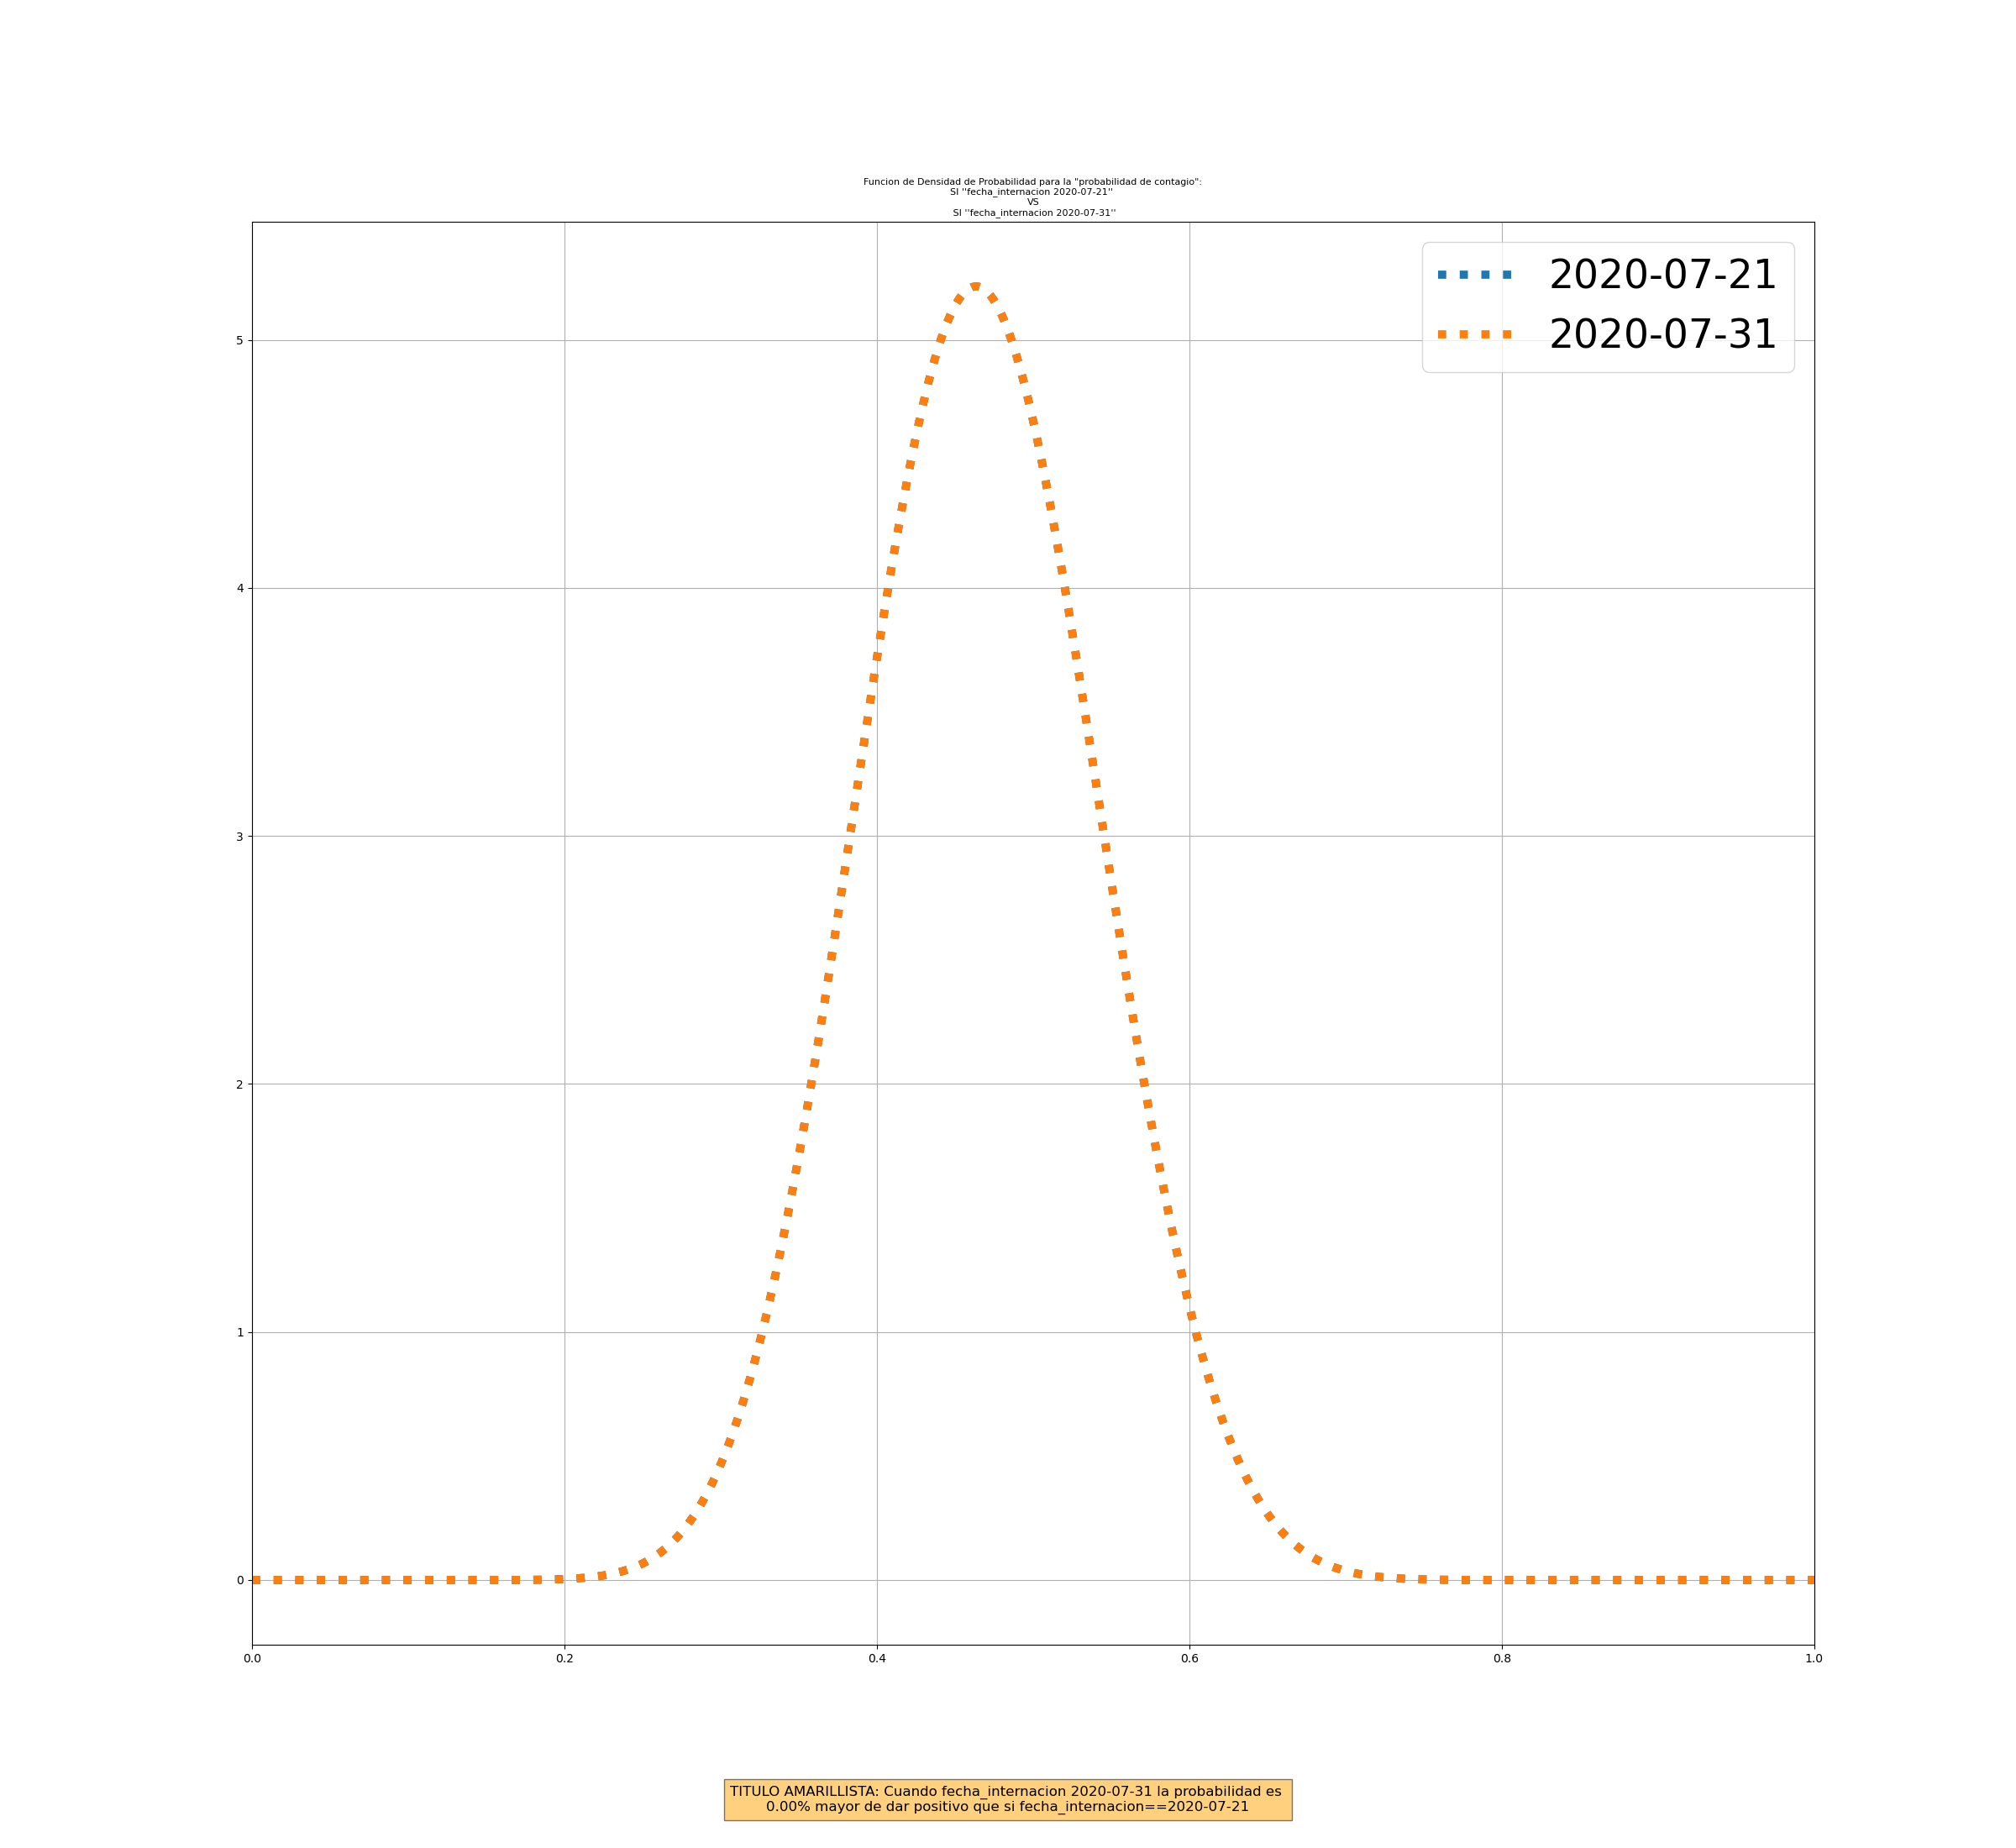 Funcion de Densidad de Probabilidad para la "probabilidad de contagio":
SI ''fecha_internacion 2020-07-21''
VS
SI ''fecha_internacion 2020-07-31''
2020-07-21
2020-07-31
5
4
3
2
1
0
0.0 0.2 0.4 0.6 0.8 1.0
TITULO AMARILLISTA: Cuando fecha_internacion 2020-07-31 la probabilidad es
0.00% mayor de dar positivo que si fecha_internacion==2020-07-21